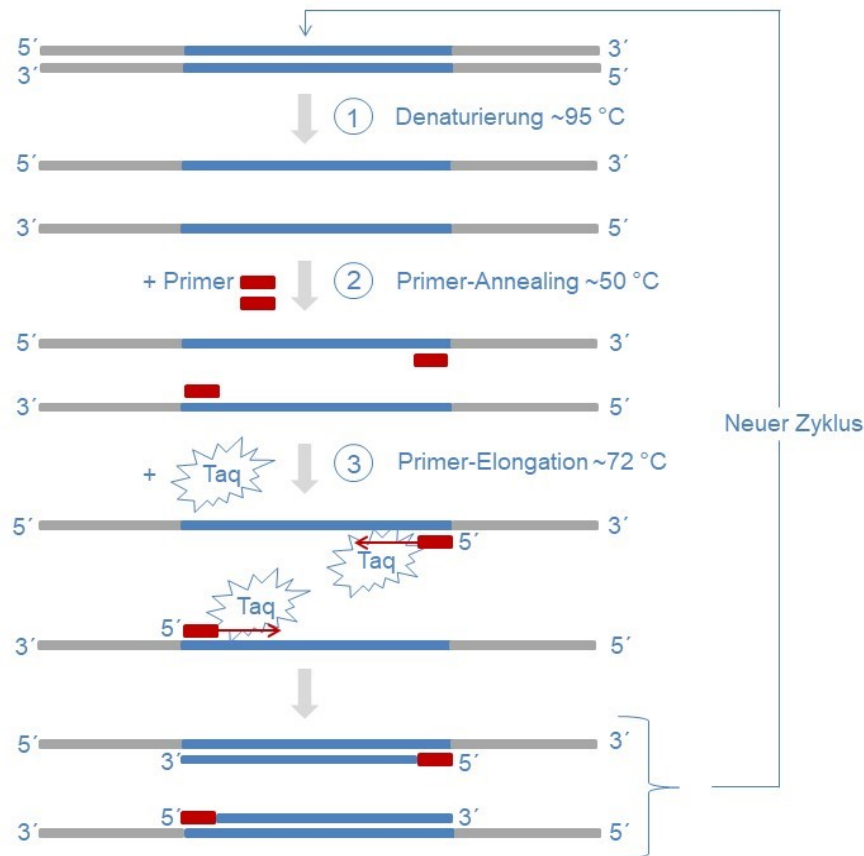 5´ 3´
3´ 5´
1 Denaturierung ~95 °C
5´ 3´
3´ 5´
+ Primer 2 Primer-Annealing ~50 °C
5´ 3´
3´ 5´
Neuer Zyklus
+ Taq 3 Primer-Elongation ~72 °C
5´ 3´
5´
Taq
Taq
5´
3´ 5´
5´ 3´
3´ 5´
5´ 3´
3´ 5´